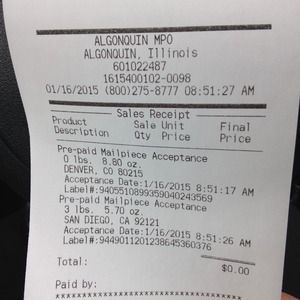 ALGONQUIN MPO
ALGONQUIN, Illinois
601022487
1615400102-0098
01/16/2015 (800)275-8777 08:51:27 AM
Sales Receipt
Product Sale Unit Final
Description Qty Price Price
Pre-paid Mailpiece Acceptance
0 lbs. 8.80 oz.
DENVER, CO 80215
Acceptance Date:1/16/2015 8:51:17 AM
Label#:9405510899359040243569
Pre-paid Mailpiece Acceptance
3 lbs. 5.70 oz.
SAN DIEGO, CA 92121
Acceptance Date:1/16/2015 8:51:26 AM
Label#:9449011201238645360376
Total: $0.00
Paid by: